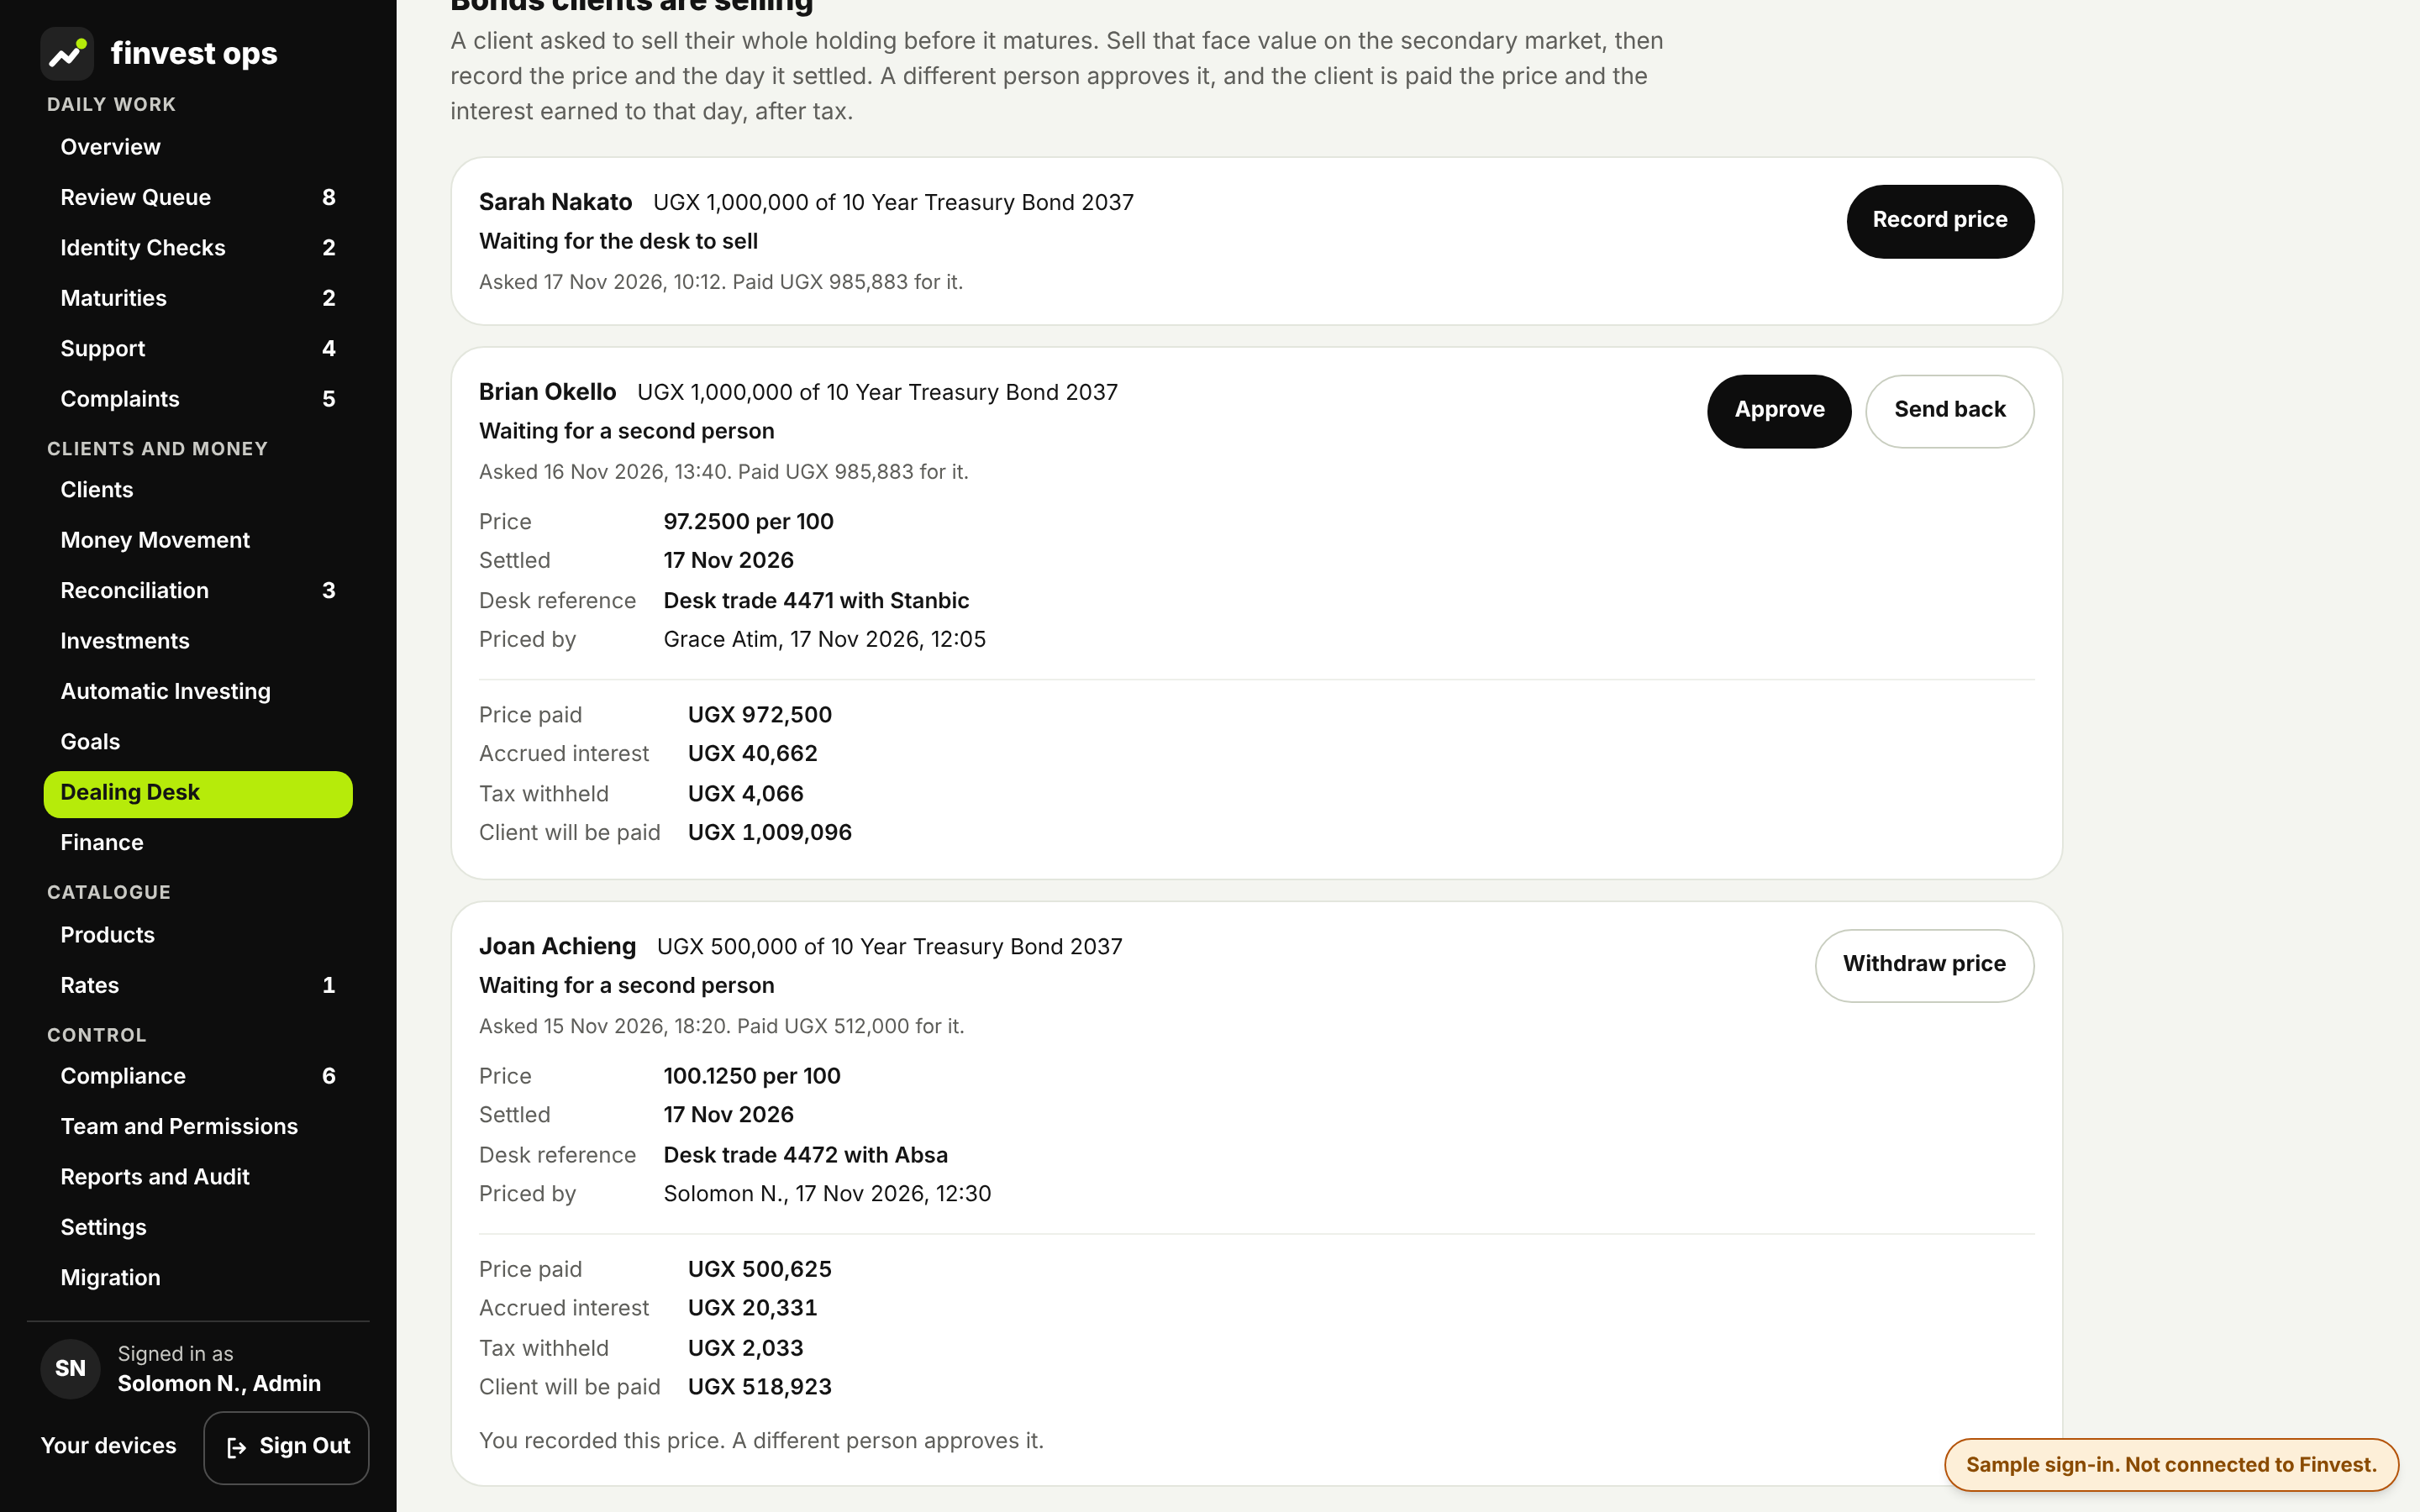 finvest ops
DAILY WORK
Overview
Review Queue 8
Identity Checks 2
Maturities 2
Support 4
Complaints 5
CLIENTS AND MONEY
Clients
Money Movement
Reconciliation 3
Investments
Automatic Investing
Goals
Dealing Desk
Finance
CATALOGUE
Products
Rates 1
CONTROL
Compliance 6
Team and Permissions
Reports and Audit
Settings
Migration
SN
Signed in as
Solomon N., Admin
Your devices
Sign Out
Bonds clients are selling
A client asked to sell their whole holding before it matures. Sell that face value on the secondary market, then
record the price and the day it settled. A different person approves it, and the client is paid the price and the
interest earned to that day, after tax.
Sarah Nakato UGX 1,000,000 of 10 Year Treasury Bond 2037
Waiting for the desk to sell
Asked 17 Nov 2026, 10:12. Paid UGX 985,883 for it.
Record price
Brian Okello UGX 1,000,000 of 10 Year Treasury Bond 2037
Waiting for a second person
Asked 16 Nov 2026, 13:40. Paid UGX 985,883 for it.
Approve
Send back
Price 97.2500 per 100
Settled 17 Nov 2026
Desk reference Desk trade 4471 with Stanbic
Priced by Grace Atim, 17 Nov 2026, 12:05
Price paid UGX 972,500
Accrued interest UGX 40,662
Tax withheld UGX 4,066
Client will be paid UGX 1,009,096
Joan Achieng UGX 500,000 of 10 Year Treasury Bond 2037
Waiting for a second person
Asked 15 Nov 2026, 18:20. Paid UGX 512,000 for it.
Withdraw price
Price 100.1250 per 100
Settled 17 Nov 2026
Desk reference Desk trade 4472 with Absa
Priced by Solomon N., 17 Nov 2026, 12:30
Price paid UGX 500,625
Accrued interest UGX 20,331
Tax withheld UGX 2,033
Client will be paid UGX 518,923
You recorded this price. A different person approves it.
Sample sign-in. Not connected to Finvest.